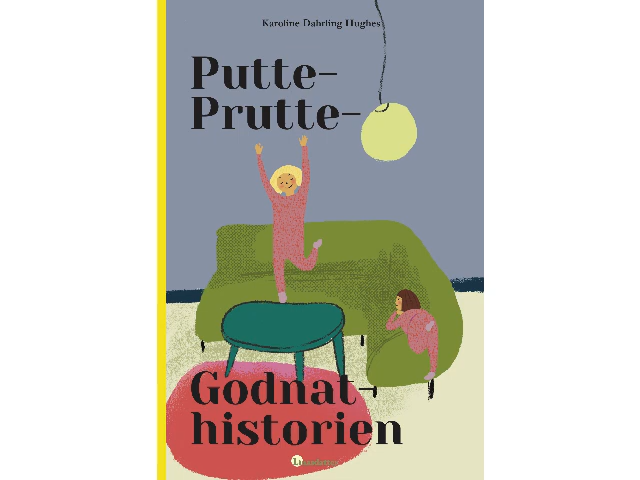 Karoline Dahrling Hughes
Putte-
Prutte-
Godnat-
historien